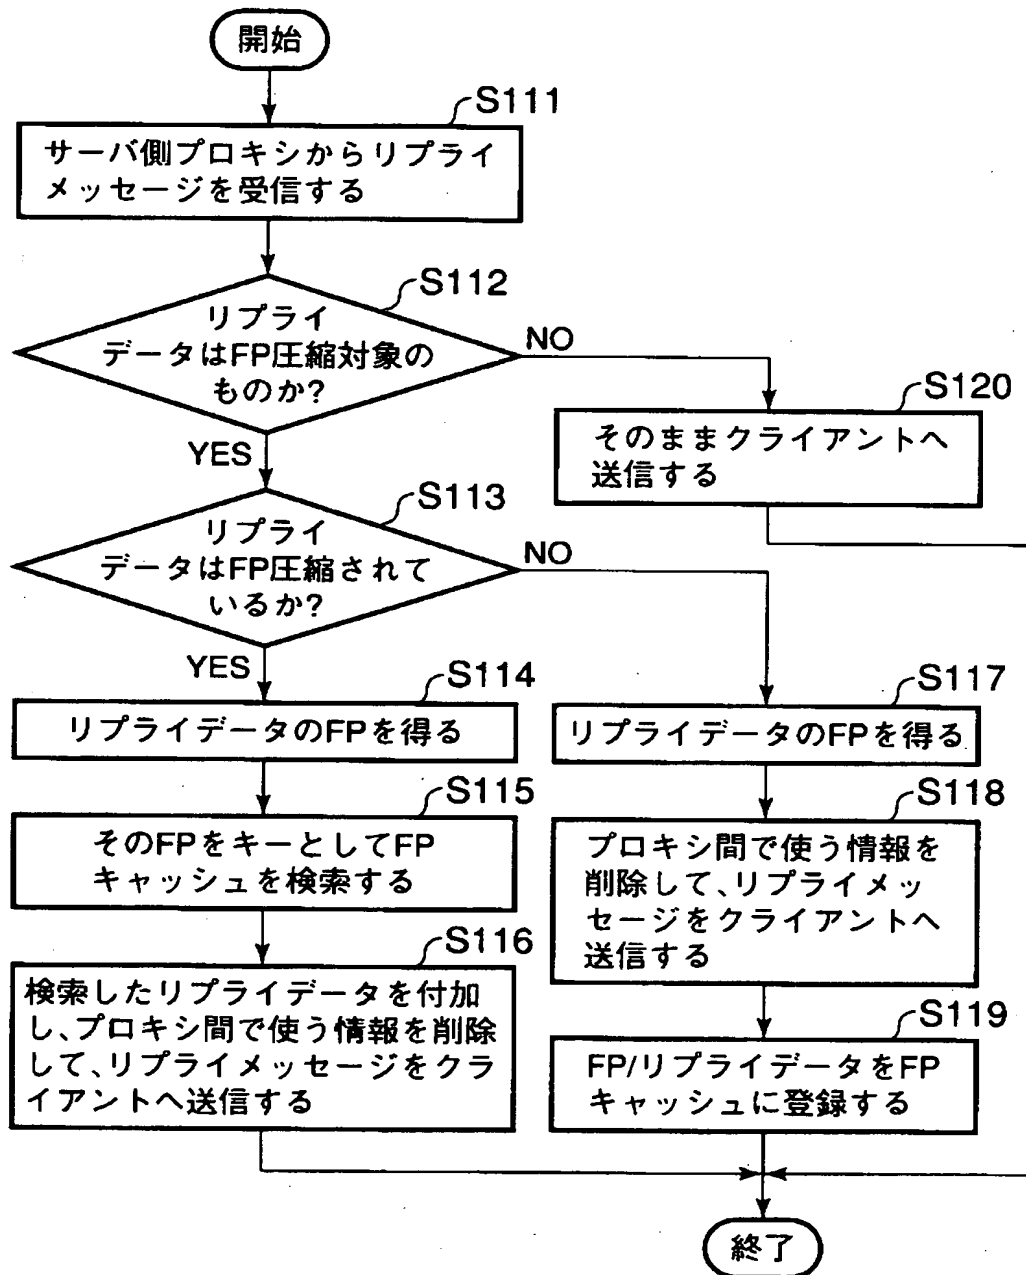 開始
S111
サーバ側プロキシからリプライ
メッセージを受信する
S112
リプライ
データはFP圧縮対象の
ものか?
NO
YES
S120
そのままクライアントへ
送信する
S113
リプライ
データはFP圧縮されて
いるか?
NO
YES
S114
リプライデータのFPを得る
S117
リプライデータのFPを得る
S115
そのFPをキーとしてFP
キャッシュを検索する
S118
プロキシ間で使う情報を
削除して、リプライメッ
セージをクライアントへ
送信する
S116
検索したリプライデータを付加
し、プロキシ間で使う情報を削除
して、リプライメッセージをクラ
イアントへ送信する
S119
FP/リプライデータをFP
キャッシュに登録する
終了